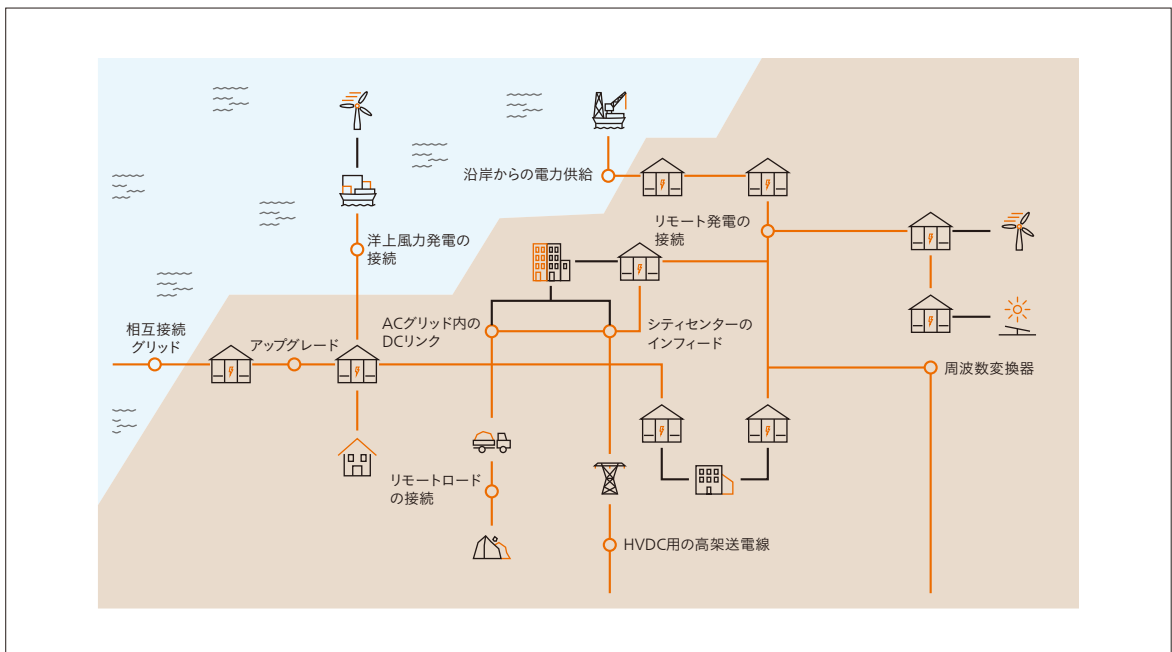 沿岸からの電力供給
リモート発電の
接続
洋上風力発電の
接続
相互接続
グリッド
アップグレード
ACグリッド内の
DCリンク
シティセンターの
インフィード
周波数変換器
リモートロード
の接続
HVDC用の高架送電線